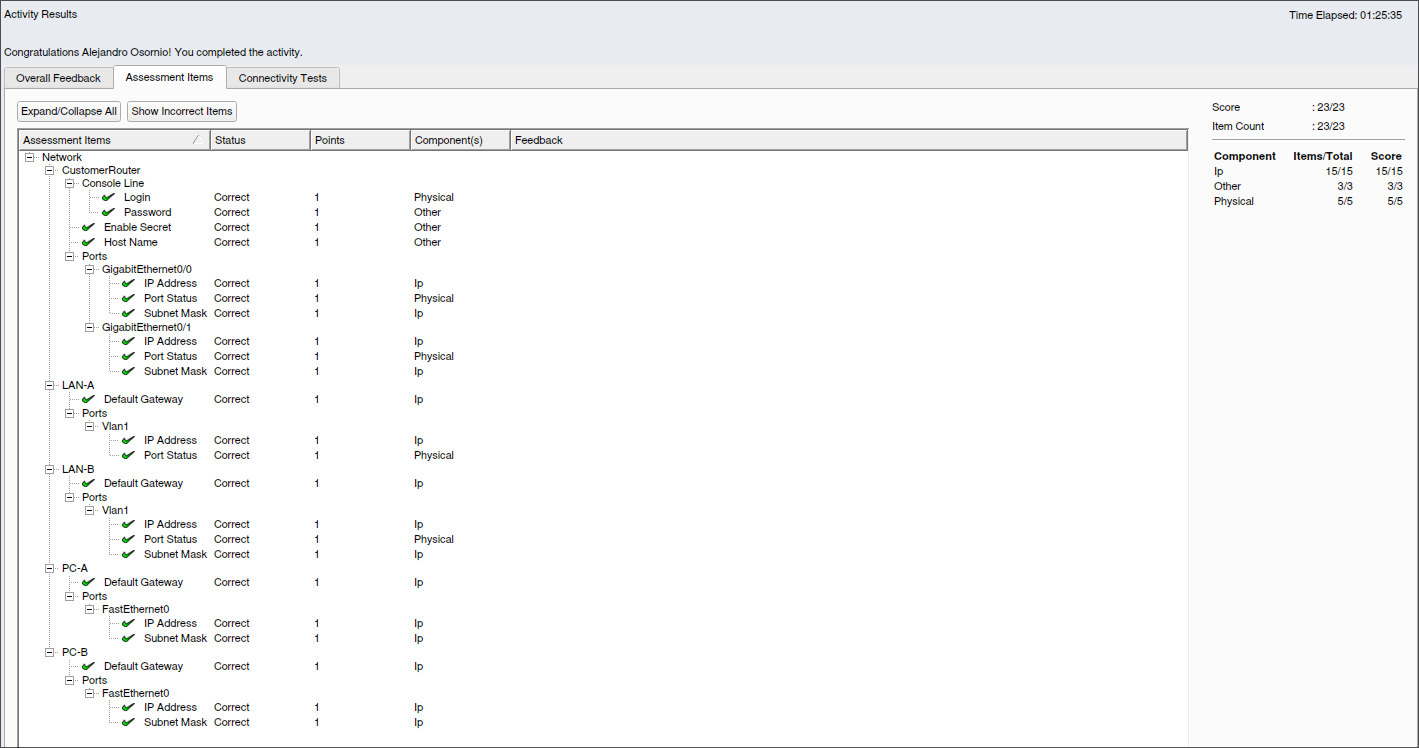 Activity Results
Time Elapsed: 01:25:35
Congratulations Alejandro Osornio! You completed the activity.
Overall Feedback Assessment Items Connectivity Tests
Expand/Collapse All Show Incorrect Items
Assessment Items Status Points Component(s) Feedback
Network
CustomerRouter
Console Line
Login Correct 1 Physical
Password Correct 1 Other
Enable Secret Correct 1 Other
Host Name Correct 1 Other
Ports
GigabitEthernet0/0
IP Address Correct 1 Ip
Port Status Correct 1 Physical
Subnet Mask Correct 1 Ip
GigabitEthernet0/1
IP Address Correct 1 Ip
Port Status Correct 1 Physical
Subnet Mask Correct 1 Ip
LAN-A
Default Gateway Correct 1 Ip
Ports
Vlan1
IP Address Correct 1 Ip
Port Status Correct 1 Physical
LAN-B
Default Gateway Correct 1 Ip
Ports
Vlan1
IP Address Correct 1 Ip
Port Status Correct 1 Physical
Subnet Mask Correct 1 Ip
PC-A
Default Gateway Correct 1 Ip
Ports
FastEthernet0
IP Address Correct 1 Ip
Subnet Mask Correct 1 Ip
PC-B
Default Gateway Correct 1 Ip
Ports
FastEthernet0
IP Address Correct 1 Ip
Subnet Mask Correct 1 Ip
Score : 23/23
Item Count : 23/23
Component Items/Total Score
Ip 15/15 15/15
Other 3/3 3/3
Physical 5/5 5/5